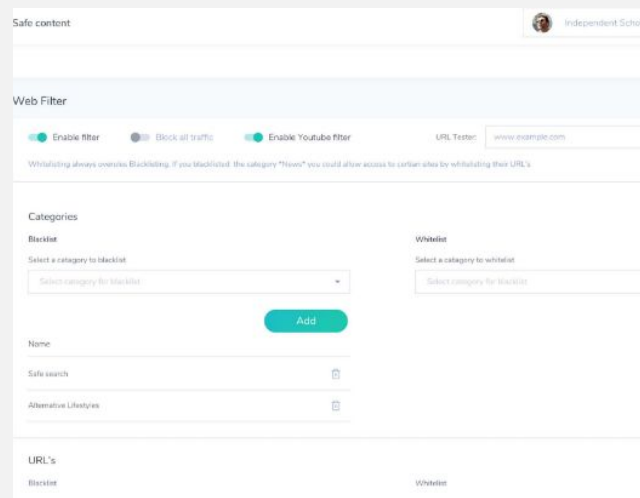 Safe content
Independent Scho
Web Filter
Enable filter
Block all traffic
Enable Youtube filter
URL Tester:
www.example.com
Whitelisting always overules Blacklisting. If you blacklisted the category "News" you could allow access to certian sites by whitelisting their URL's
Categories
Blacklist
Whitelist
Select a category to blacklist
Select a category to whitelist
Select category for blacklist
Select category for blacklist
Add
Name
Safe search
Alternative Lifestyles
URL's
Blacklist
Whitelist